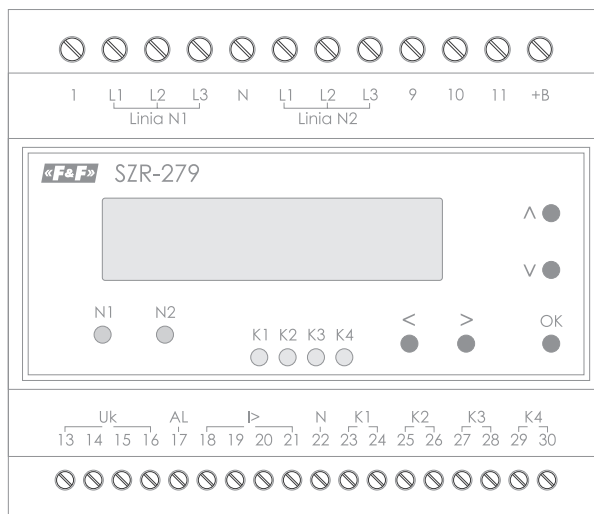 1 L1 L2 L3 N L1 L2 L3 9 10 11 +B
Linia N1 Linia N2
«F&F» SZR-279
∧
∨
N1 N2
K1 K2 K3 K4
< > OK
Uk AL I> N K1 K2 K3 K4
13 14 15 16 17 18 19 20 21 22 23 24 25 26 27 28 29 30